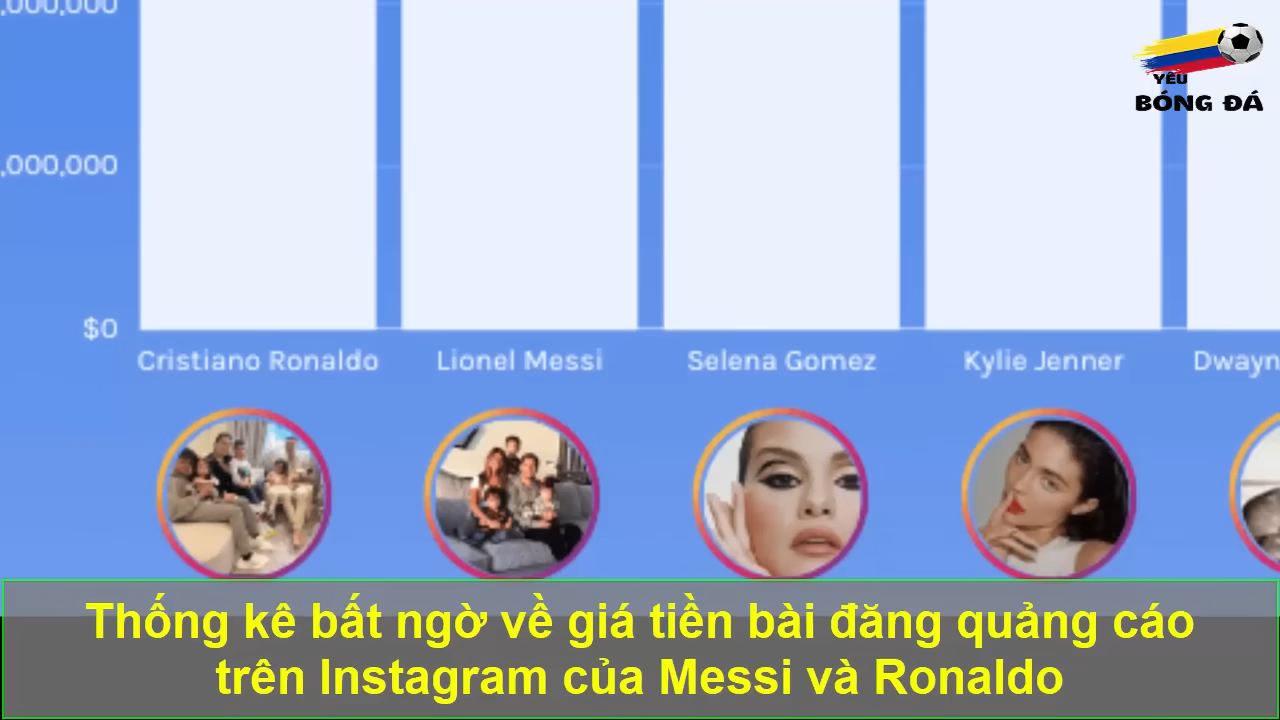 ,000,000
YÊU
BÓNG ĐÁ
,000,000
$0
Cristiano Ronaldo
Lionel Messi
Selena Gomez
Kylie Jenner
Dwayn
Thống kê bất ngờ về giá tiền bài đăng quảng cáo
trên Instagram của Messi và Ronaldo